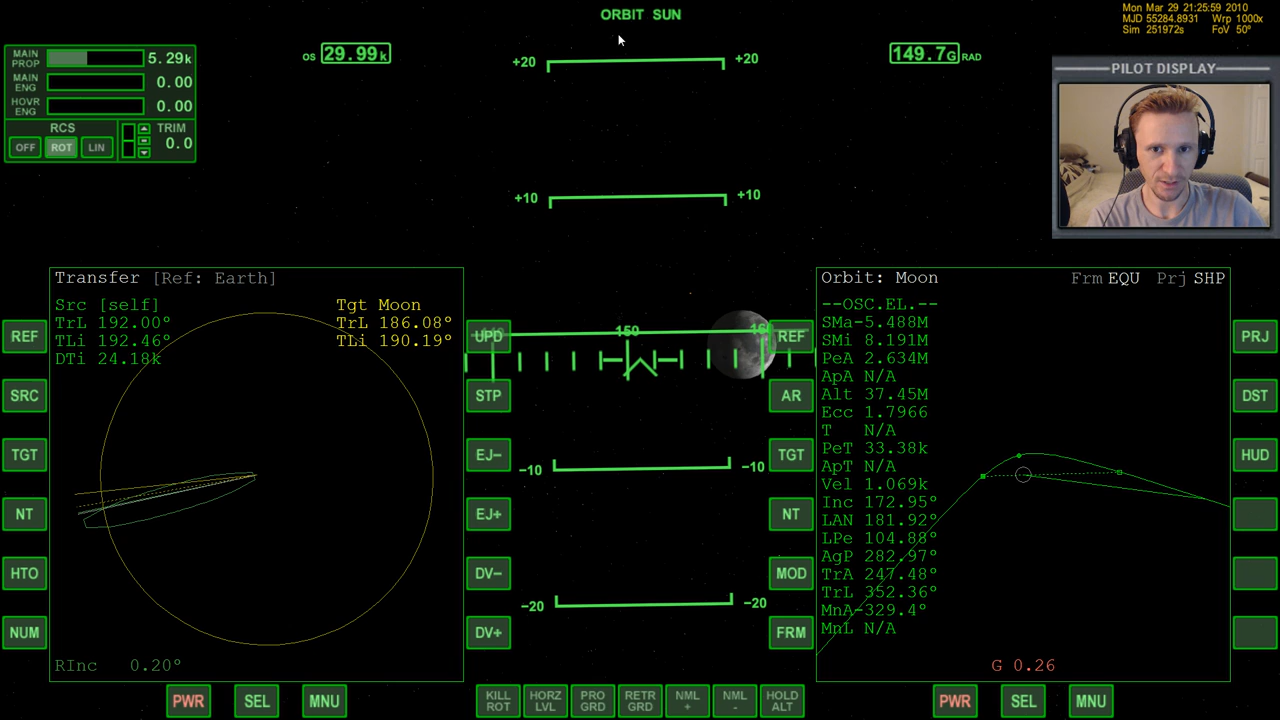 ORBIT SUN
Mon Mar 29 21:25:59 2010
MJD 55284.8931 Wrp 1000x
Sim 251972s FoV 50°
MAIN PROP 5.29k
MAIN ENG 0.00
HOVR ENG 0.00
RCS TRIM
OFF ROT LIN 0.0
OS 29.99k
149.7G RAD
PILOT DISPLAY
+20 +20
+10 +10
150
-10 -10
-20 -20
Transfer [Ref: Earth]
Src [self] Tgt Moon
TrL 192.00° TrL 186.08°
TLi 192.46° TLi 190.19°
DTi 24.18k
RInc 0.20°
REF
SRC
TGT
NT
HTO
NUM
UPD
STP
EJ-
EJ+
DV-
DV+
PWR SEL MNU
KILL ROT
HORZ LVL
PRO GRD
RETR GRD
NML +
NML -
HOLD ALT
REF
AR
TGT
NT
MOD
FRM
Orbit: Moon Frm EQU Prj SHP
--OSC.EL.--
SMa-5.488M
SMi 8.191M
PeA 2.634M
ApA N/A
Alt 37.45M
Ecc 1.7966
T N/A
PeT 33.38k
ApT N/A
Vel 1.069k
Inc 172.95°
LAN 181.92°
LPe 104.88°
AgP 282.97°
TrA 247.48°
TrL 352.36°
MnA-329.4°
MnL N/A
G 0.26
PRJ
DST
HUD
PWR SEL MNU